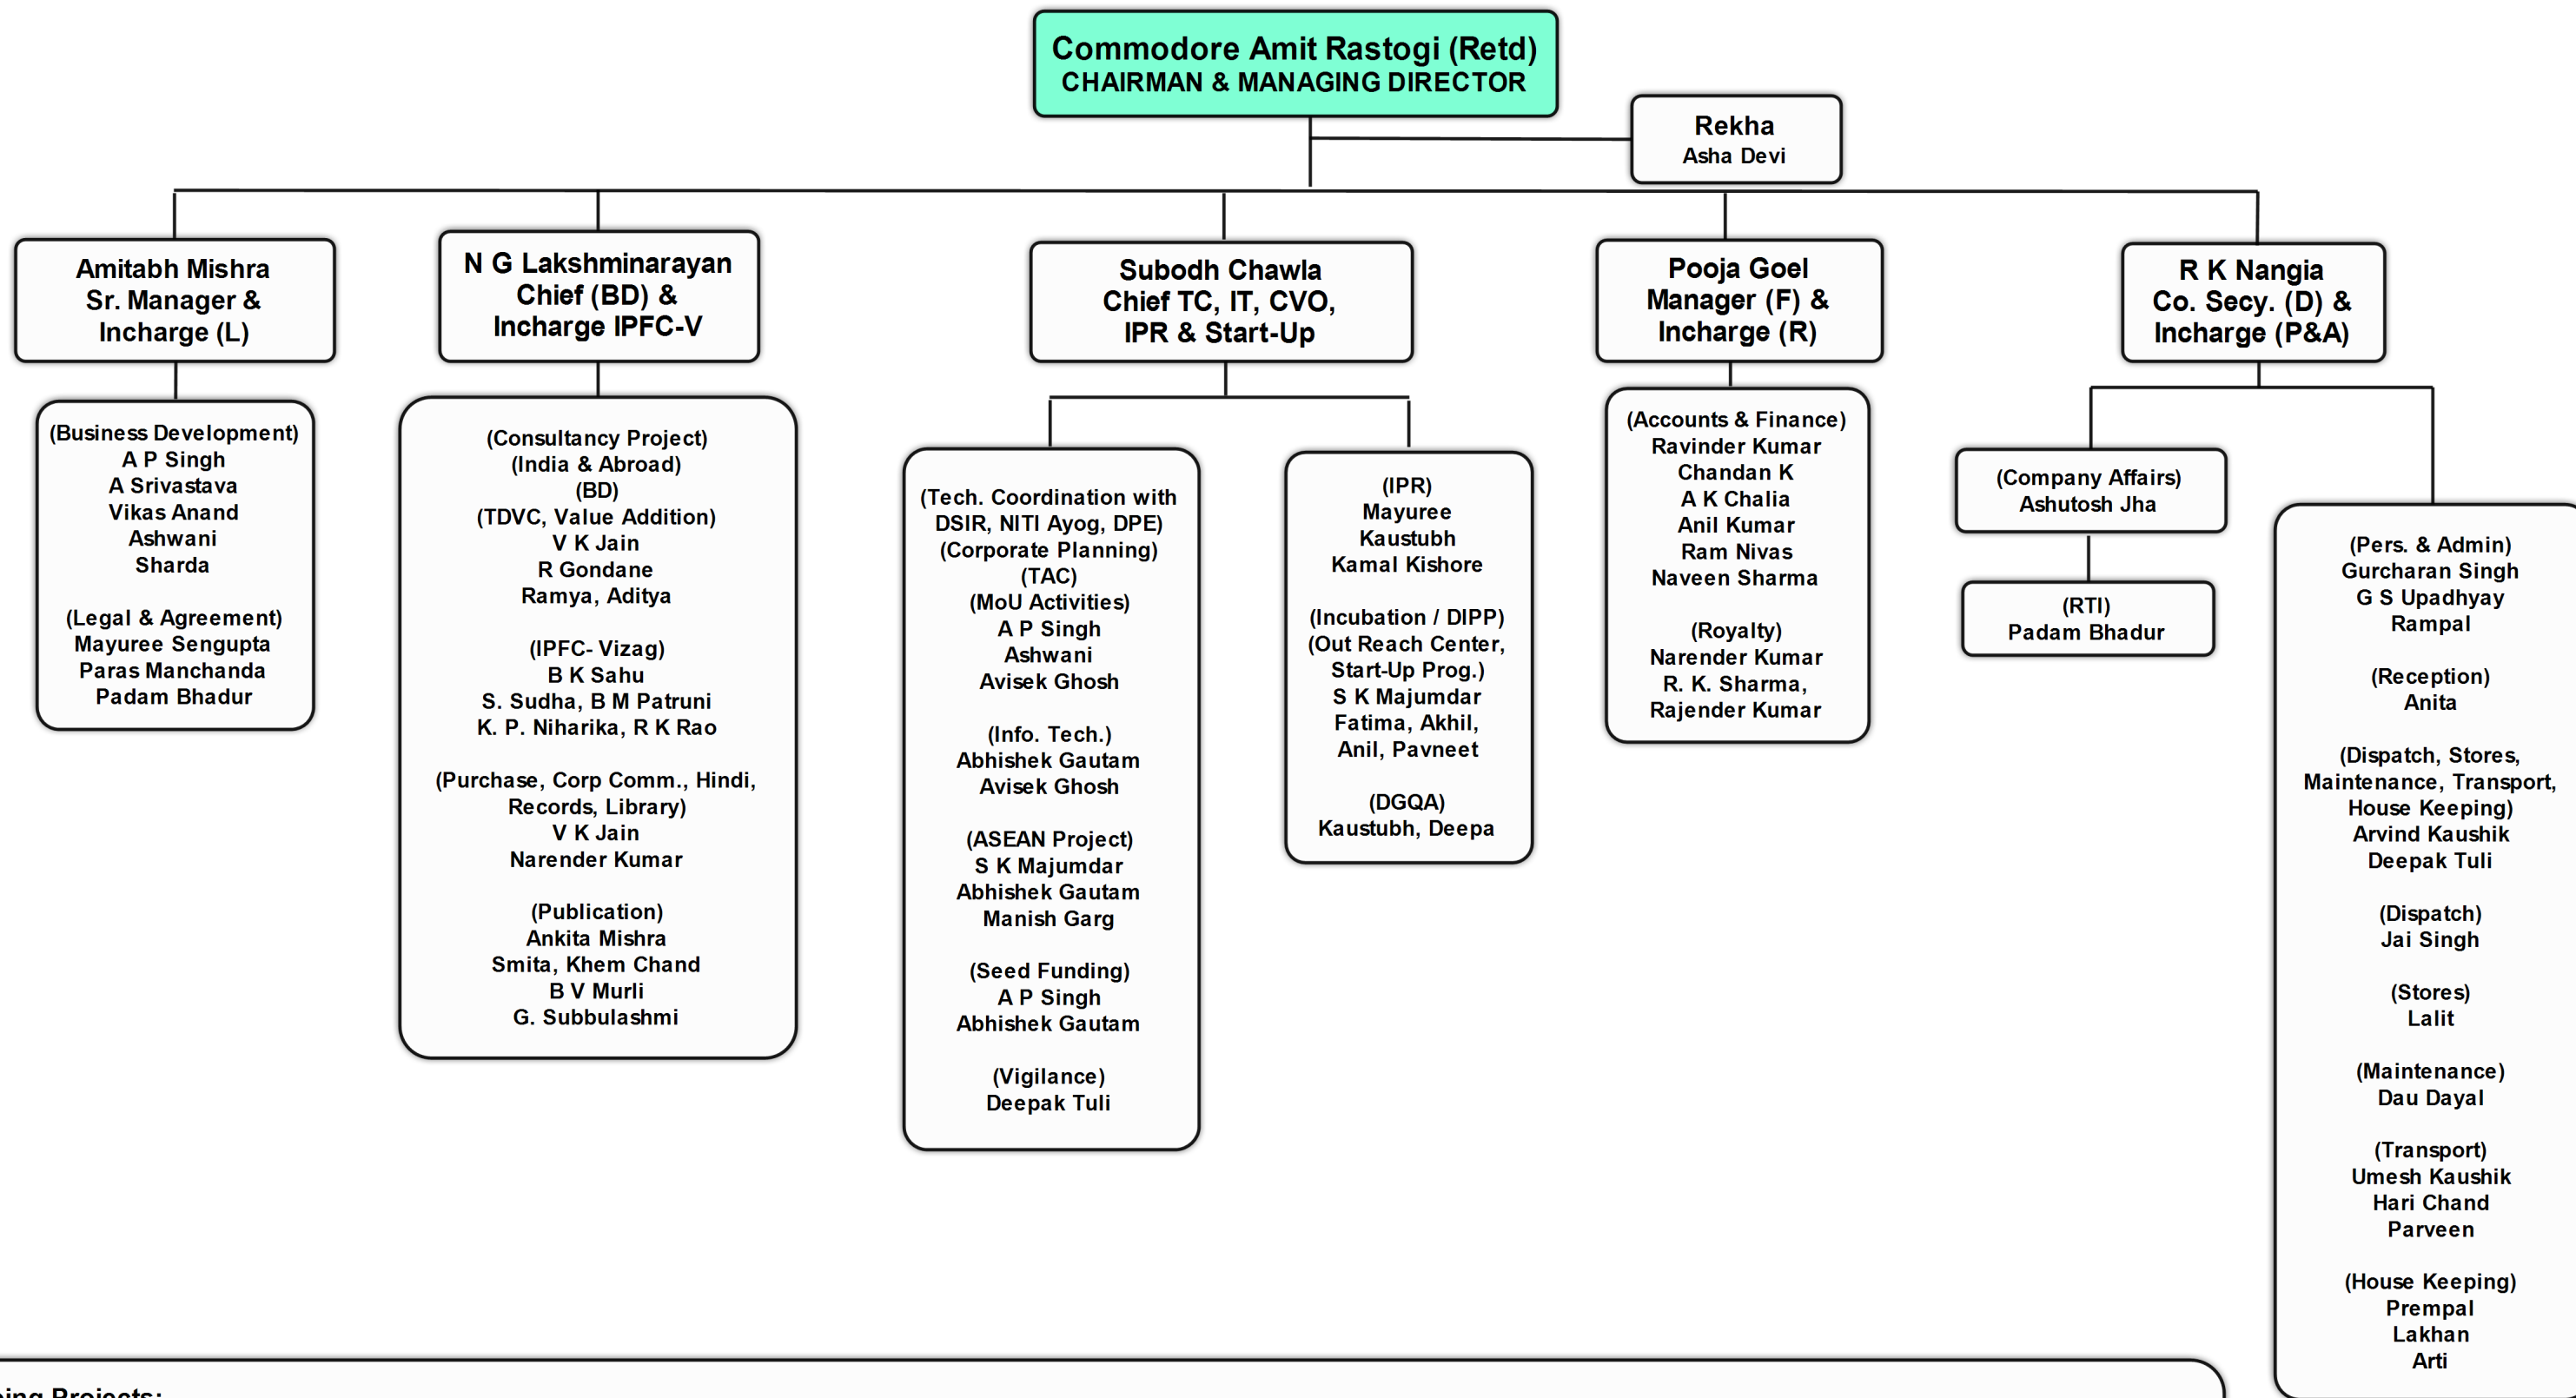 Commodore Amit Rastogi (Retd)
CHAIRMAN & MANAGING DIRECTOR
Rekha
Asha Devi
Amitabh Mishra
Sr. Manager &
Incharge (L)
(Business Development)
A P Singh
A Srivastava
Vikas Anand
Ashwani
Sharda
(Legal & Agreement)
Mayuree Sengupta
Paras Manchanda
Padam Bhadur
N G Lakshminarayan
Chief (BD) &
Incharge IPFC-V
(Consultancy Project)
(India & Abroad)
(BD)
(TDVC, Value Addition)
V K Jain
R Gondane
Ramya, Aditya
(IPFC- Vizag)
B K Sahu
S. Sudha, B M Patruni
K. P. Niharika, R K Rao
(Purchase, Corp Comm., Hindi,
Records, Library)
V K Jain
Narender Kumar
(Publication)
Ankita Mishra
Smita, Khem Chand
B V Murli
G. Subbulashmi
Subodh Chawla
Chief TC, IT, CVO,
IPR & Start-Up
(Tech. Coordination with
DSIR, NITI Ayog, DPE)
(Corporate Planning)
(TAC)
(MoU Activities)
A P Singh
Ashwani
Avisek Ghosh
(Info. Tech.)
Abhishek Gautam
Avisek Ghosh
(ASEAN Project)
S K Majumdar
Abhishek Gautam
Manish Garg
(Seed Funding)
A P Singh
Abhishek Gautam
(Vigilance)
Deepak Tuli
(IPR)
Mayuree
Kaustubh
Kamal Kishore
(Incubation / DIPP)
(Out Reach Center,
Start-Up Prog.)
S K Majumdar
Fatima, Akhil,
Anil, Pavneet
(DGQA)
Kaustubh, Deepa
Pooja Goel
Manager (F) &
Incharge (R)
(Accounts & Finance)
Ravinder Kumar
Chandan K
A K Chalia
Anil Kumar
Ram Nivas
Naveen Sharma
(Royalty)
Narender Kumar
R. K. Sharma,
Rajender Kumar
R K Nangia
Co. Secy. (D) &
Incharge (P&A)
(Company Affairs)
Ashutosh Jha
(RTI)
Padam Bhadur
(Pers. & Admin)
Gurcharan Singh
G S Upadhyay
Rampal
(Reception)
Anita
(Dispatch, Stores,
Maintenance, Transport,
House Keeping)
Arvind Kaushik
Deepak Tuli
(Dispatch)
Jai Singh
(Stores)
Lalit
(Maintenance)
Dau Dayal
(Transport)
Umesh Kaushik
Hari Chand
Parveen
(House Keeping)
Prempal
Lakhan
Arti
Projects: